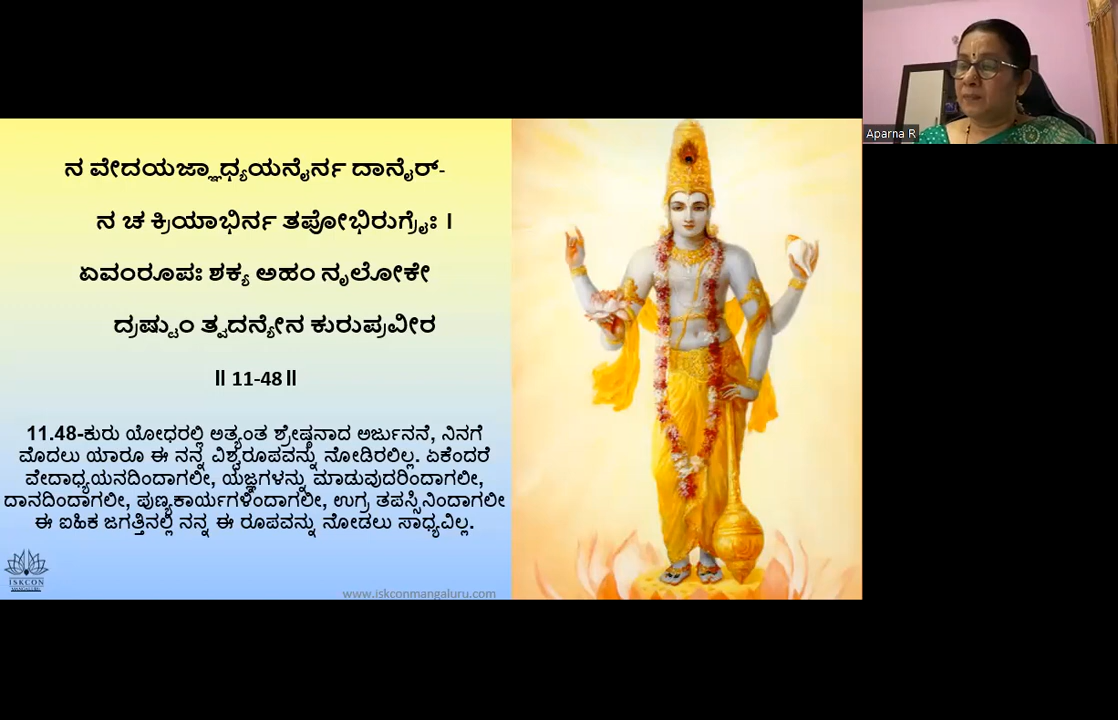 ನ ವೇದಯಜ್ಞಾಧ್ಯಯನೈರ್ನ ದಾನೈರ್-
ನ ಚ ಕ್ರಿಯಾಭಿರ್ನ ತಪೋಭಿರುಗ್ರೈಃ ।
ಏವಂರೂಪಃ ಶಕ್ಯ ಅಹಂ ನೃಲೋಕೇ
ದ್ರಷ್ಟುಂ ತ್ವದನ್ಯೇನ ಕುರುಪ್ರವೀರ
॥ 11-48 ॥
11.48-ಕುರು ಯೋಧರಲ್ಲಿ ಅತ್ಯಂತ ಶ್ರೇಷ್ಠನಾದ ಅರ್ಜುನನೆ, ನಿನಗೆ
ಮೊದಲು ಯಾರೂ ಈ ನನ್ನ ವಿಶ್ವರೂಪವನ್ನು ನೋಡಿರಲಿಲ್ಲ. ಏಕೆಂದರೆ
ವೇದಾಧ್ಯಯನದಿಂದಾಗಲೀ, ಯಜ್ಞಗಳನ್ನು ಮಾಡುವುದರಿಂದಾಗಲೀ,
ದಾನದಿಂದಾಗಲೀ, ಪುಣ್ಯಕಾರ್ಯಗಳಿಂದಾಗಲೀ, ಉಗ್ರ ತಪಸ್ಸಿನಿಂದಾಗಲೀ
ಈ ಐಹಿಕ ಜಗತ್ತಿನಲ್ಲಿ ನನ್ನ ಈ ರೂಪವನ್ನು ನೋಡಲು ಸಾಧ್ಯವಿಲ್ಲ.
ISKCON
MANGALURU
www.iskconmangaluru.com
Aparna R